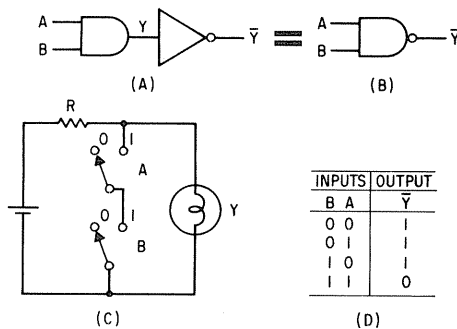 A
B
Y
Ȳ
(A)
A
B
Ȳ
(B)
R
0 1
A
0 1
B
Y
(C)
INPUTS OUTPUT
B A Ȳ
0 0 1
0 1 1
1 0 1
1 1 0
(D)